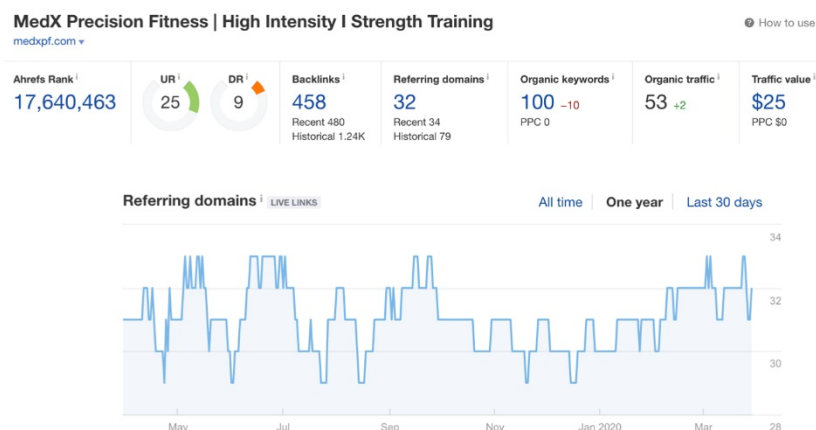 MedX Precision Fitness | High Intensity I Strength Training
How to use
medxpf.com
Ahrefs Rank
UR
DR
Backlinks
Referring domains
Organic keywords
Organic traffic
Traffic value
17,640,463
25
9
458
32
100 −10
53 +2
$25
Recent 480
Recent 34
PPC 0
PPC $0
Historical 1.24K
Historical 79
Referring domains LIVE LINKS
All time One year Last 30 days
34
32
30
28
May Jul Sep Nov Jan 2020 Mar